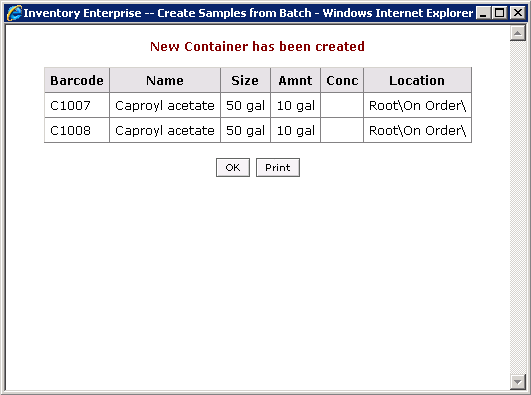 Inventory Enterprise -- Create Samples from Batch - Windows Internet Explorer
New Container has been created
Barcode Name Size Amnt Conc Location
C1007 Caproyl acetate 50 gal 10 gal Root\On Order\
C1008 Caproyl acetate 50 gal 10 gal Root\On Order\
OK Print